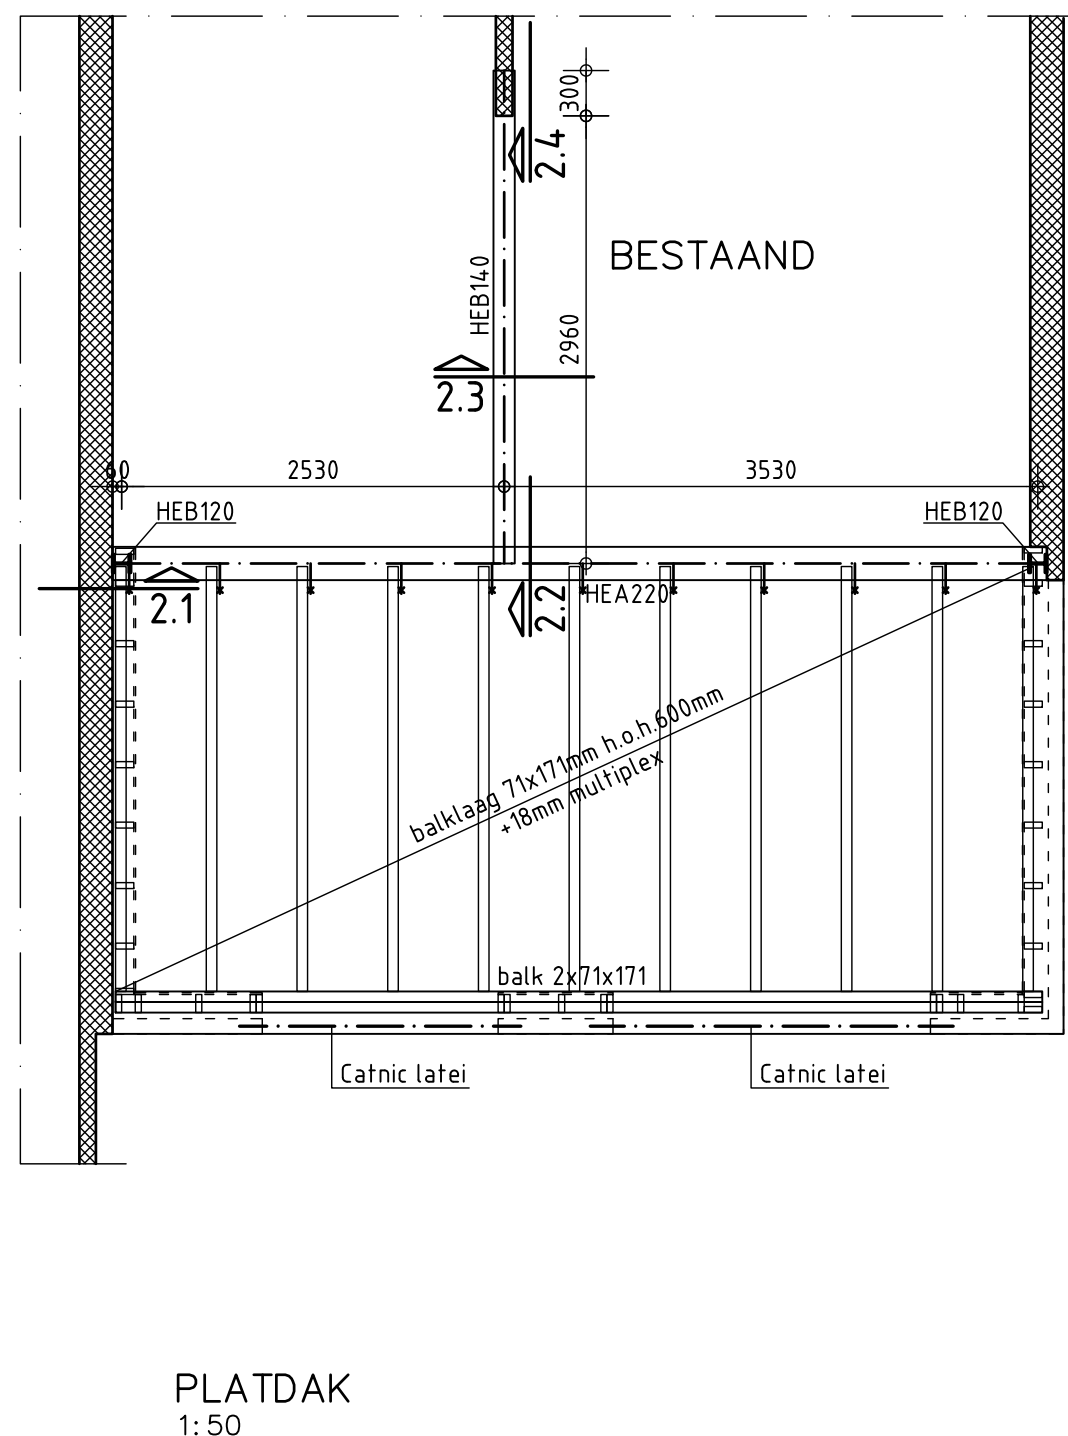 300
2.4
BESTAAND
HEB140
2960
2.3
60
2530
3530
HEB120
HEB120
2.1
2.2
HEA220
balklaag 71x171mm h.o.h.600mm
+18mm multiplex
balk 2x71x171
Catnic latei
Catnic latei
PLATDAK
1:50